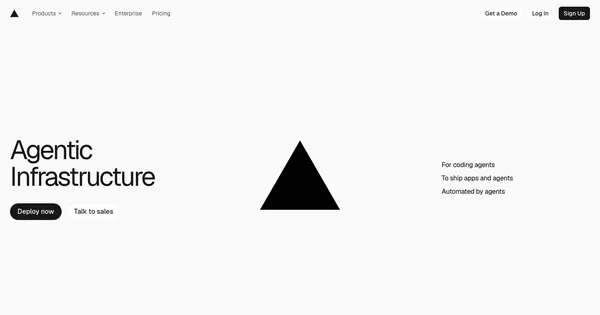 Products
Resources
Enterprise
Pricing
Get a Demo
Log In
Sign Up
Agentic
Infrastructure
Deploy now
Talk to sales
For coding agents
To ship apps and agents
Automated by agents